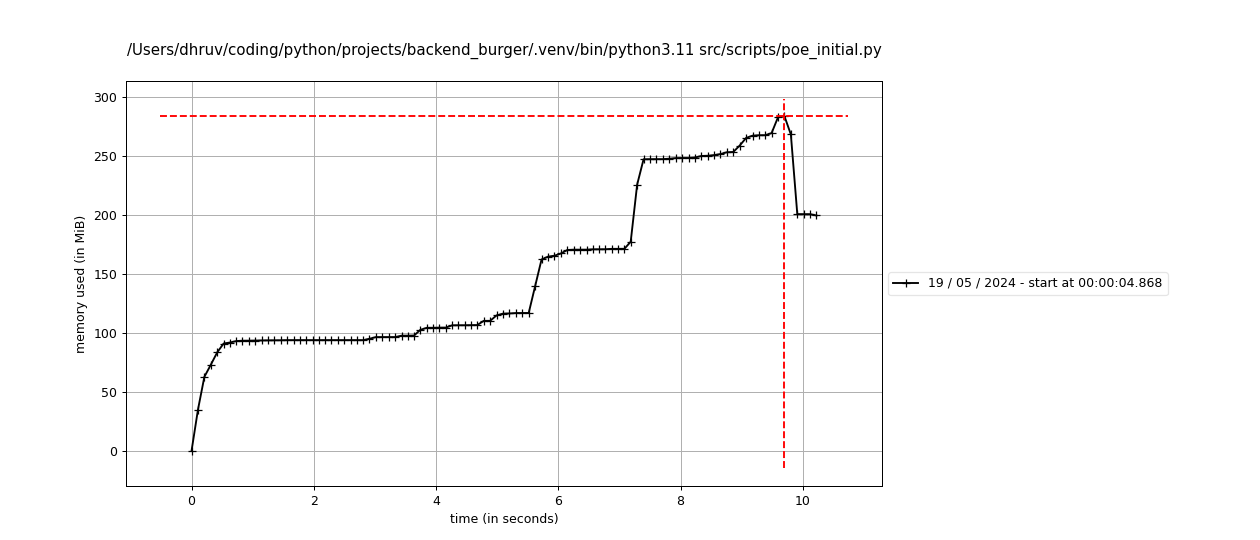 /Users/dhruv/coding/python/projects/backend_burger/.venv/bin/python3.11 src/scripts/poe_initial.py
300
250
200
150
100
50
0
memory used (in MiB)
0 2 4 6 8 10
time (in seconds)
19 / 05 / 2024 - start at 00:00:04.868